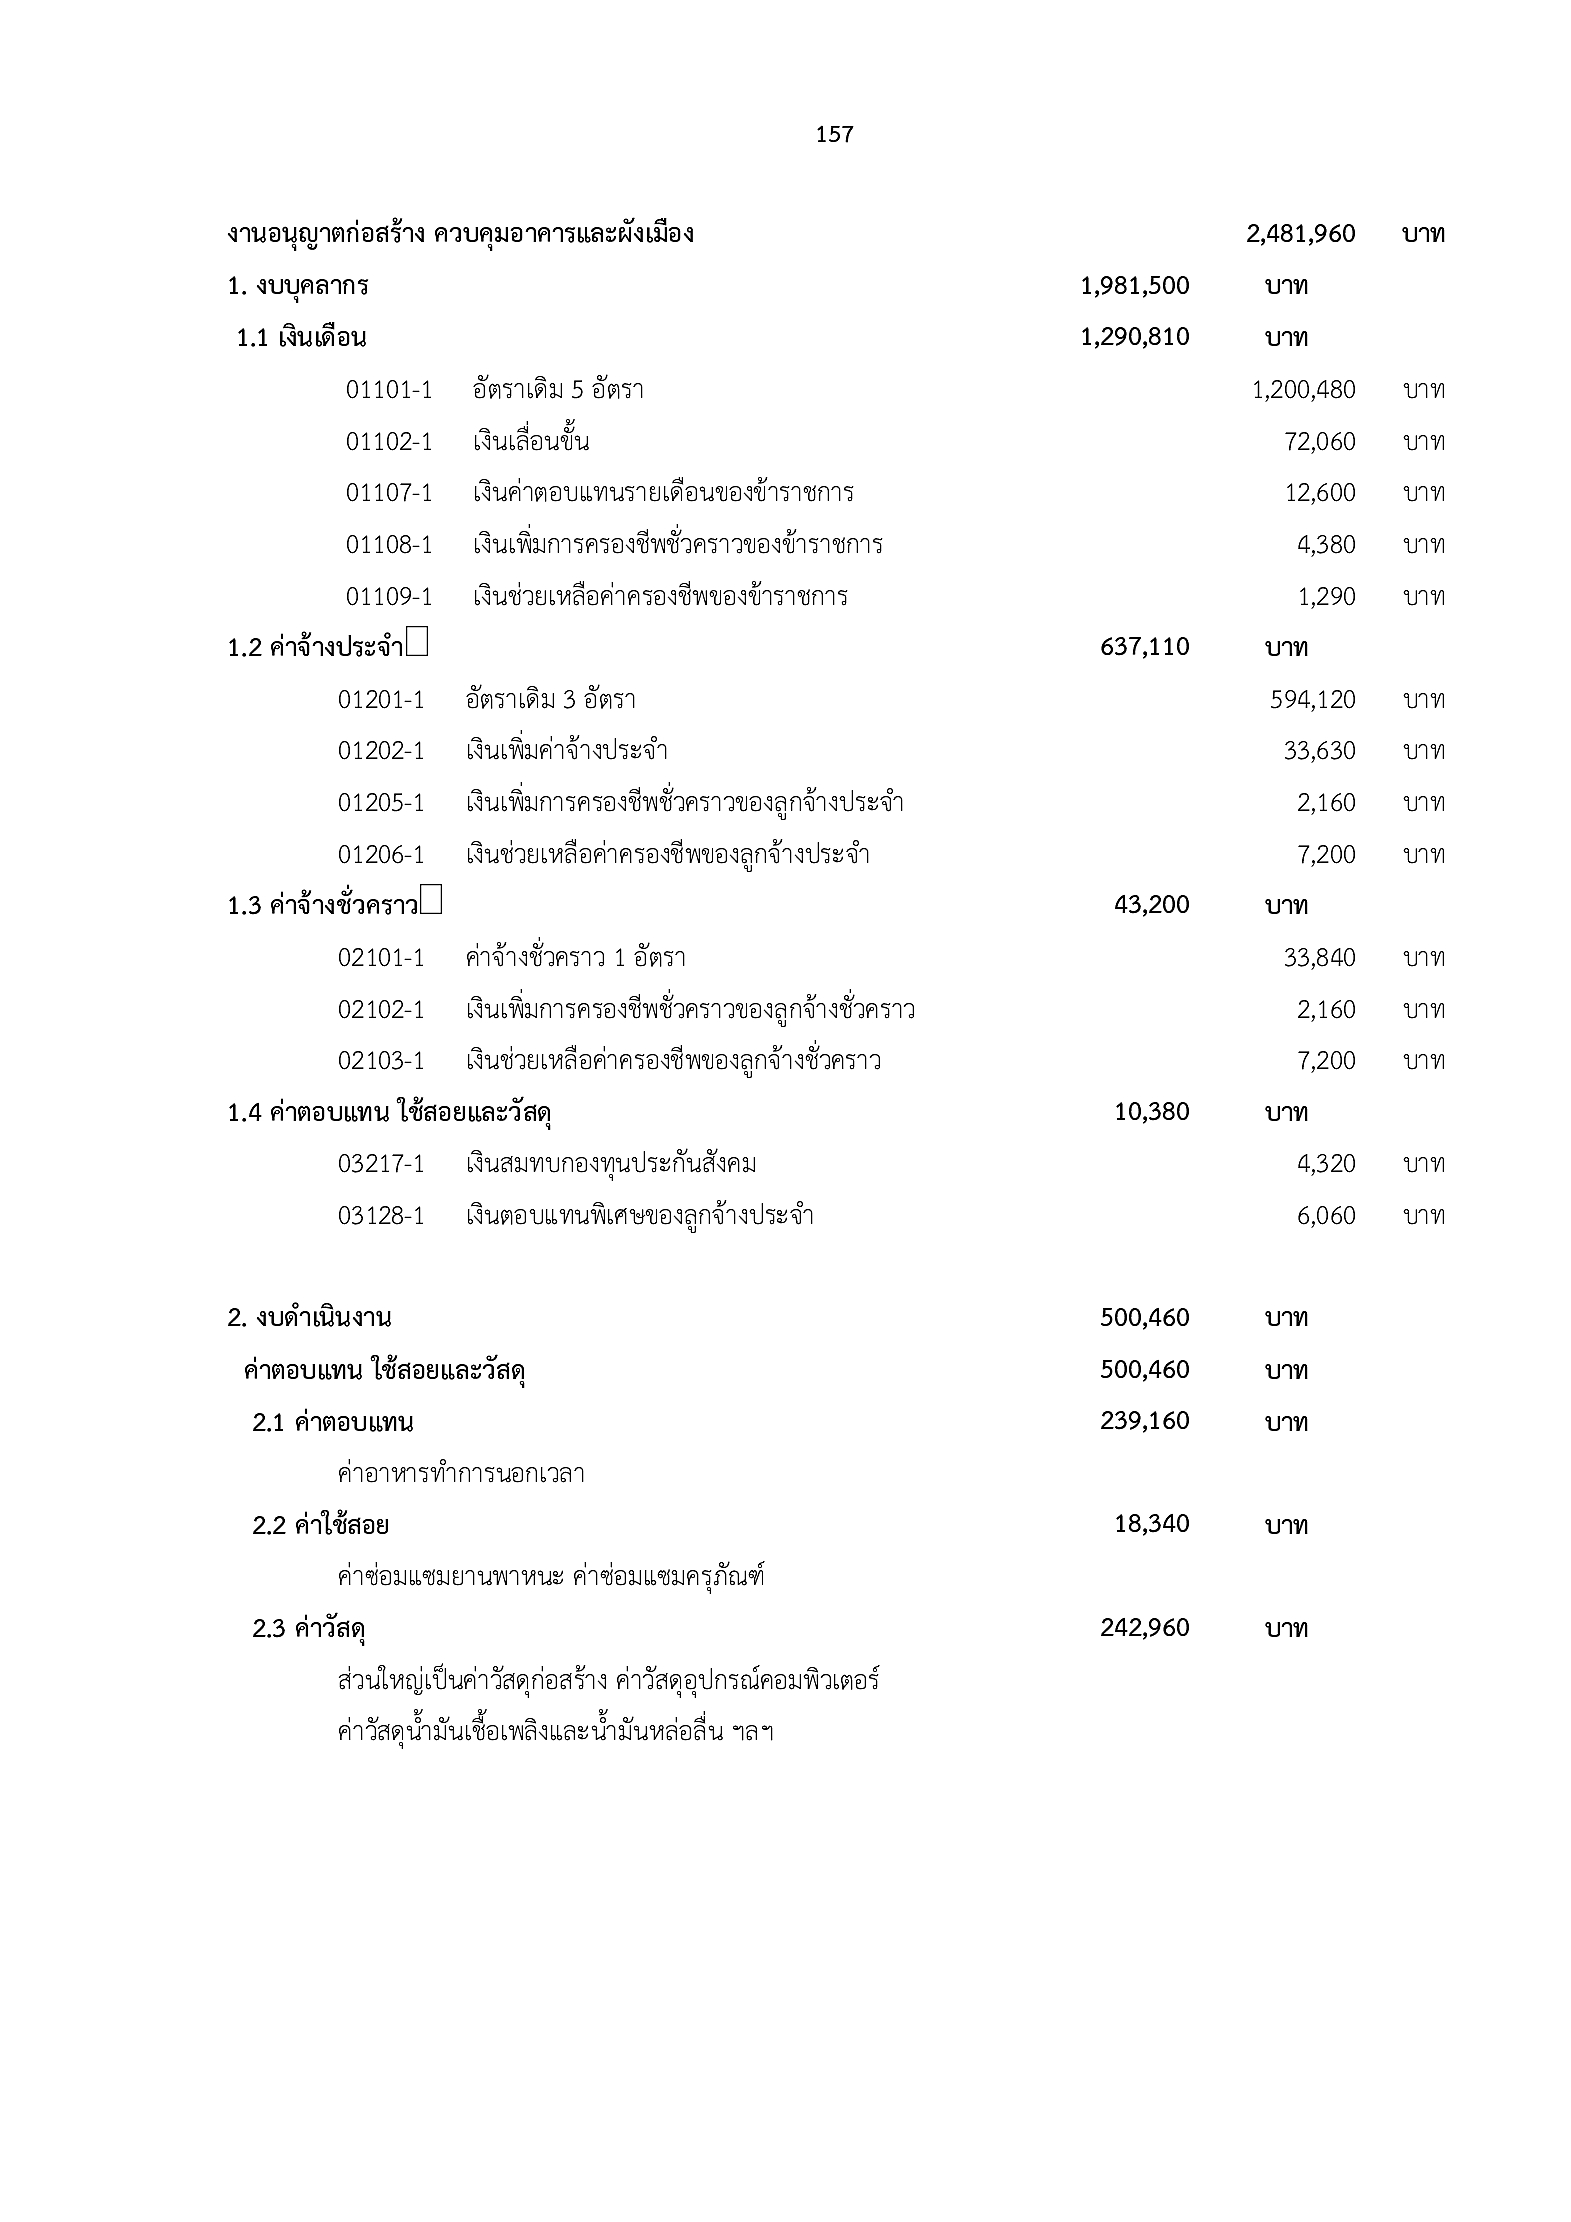 157
งานอนุญาตก่อสร้าง ควบคุมอาคารและผังเมือง 2,481,960 บาท
1. งบบุคลากร 1,981,500 บาท
1.1 เงินเดือน 1,290,810 บาท
01101-1 อัตราเดิม 5 อัตรา 1,200,480 บาท
01102-1 เงินเลื่อนขั้น 72,060 บาท
01107-1 เงินค่าตอบแทนรายเดือนของข้าราชการ 12,600 บาท
01108-1 เงินเพิ่มการครองชีพชั่วคราวของข้าราชการ 4,380 บาท
01109-1 เงินช่วยเหลือค่าครองชีพของข้าราชการ 1,290 บาท
1.2 ค่าจ้างประจำ 637,110 บาท
01201-1 อัตราเดิม 3 อัตรา 594,120 บาท
01202-1 เงินเพิ่มค่าจ้างประจำ 33,630 บาท
01205-1 เงินเพิ่มการครองชีพชั่วคราวของลูกจ้างประจำ 2,160 บาท
01206-1 เงินช่วยเหลือค่าครองชีพของลูกจ้างประจำ 7,200 บาท
1.3 ค่าจ้างชั่วคราว 43,200 บาท
02101-1 ค่าจ้างชั่วคราว 1 อัตรา 33,840 บาท
02102-1 เงินเพิ่มการครองชีพชั่วคราวของลูกจ้างชั่วคราว 2,160 บาท
02103-1 เงินช่วยเหลือค่าครองชีพของลูกจ้างชั่วคราว 7,200 บาท
1.4 ค่าตอบแทน ใช้สอยและวัสดุ 10,380 บาท
03217-1 เงินสมทบกองทุนประกันสังคม 4,320 บาท
03128-1 เงินตอบแทนพิเศษของลูกจ้างประจำ 6,060 บาท
2. งบดำเนินงาน 500,460 บาท
ค่าตอบแทน ใช้สอยและวัสดุ 500,460 บาท
2.1 ค่าตอบแทน 239,160 บาท
ค่าอาหารทำการนอกเวลา
2.2 ค่าใช้สอย 18,340 บาท
ค่าซ่อมแซมยานพาหนะ ค่าซ่อมแซมครุภัณฑ์
2.3 ค่าวัสดุ 242,960 บาท
ส่วนใหญ่เป็นค่าวัสดุก่อสร้าง ค่าวัสดุอุปกรณ์คอมพิวเตอร์
ค่าวัสดุน้ำมันเชื้อเพลิงและน้ำมันหล่อลื่น ฯลฯ